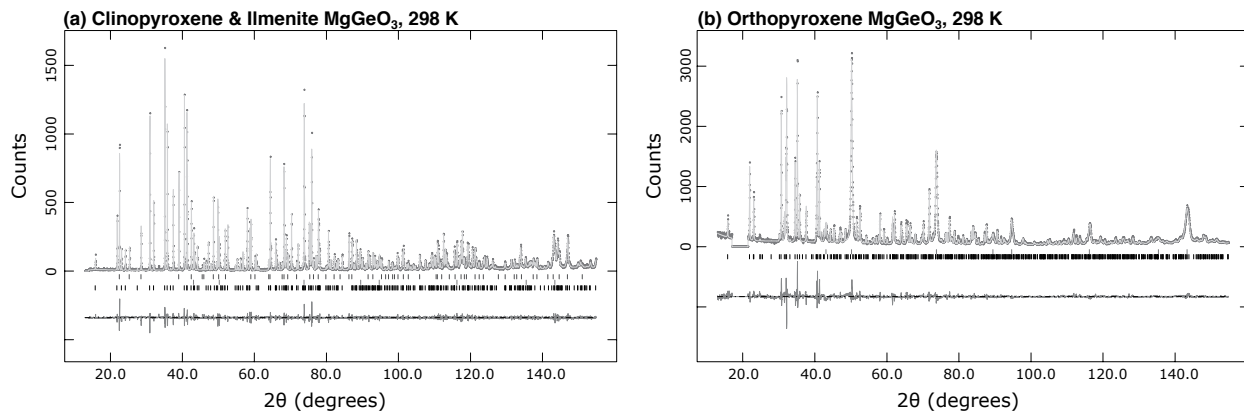 (a) Clinopyroxene & Ilmenite MgGeO₃, 298 K
Counts
1500
1000
500
0
20.0 40.0 60.0 80.0 100.0 120.0 140.0
2θ (degrees)
(b) Orthopyroxene MgGeO₃, 298 K
Counts
3000
2000
1000
0
20.0 40.0 60.0 80.0 100.0 120.0 140.0
2θ (degrees)